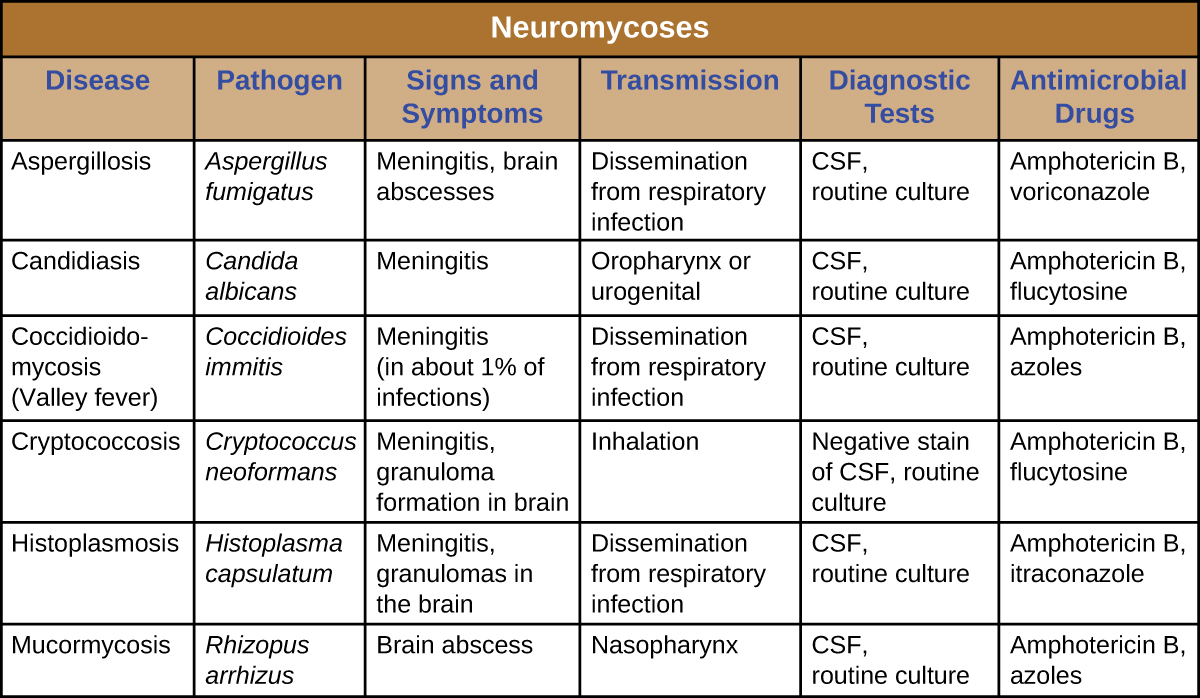 Neuromycoses
Disease
Pathogen
Signs and
Symptoms
Transmission
Diagnostic
Tests
Antimicrobial
Drugs
Aspergillosis
Aspergillus
fumigatus
Meningitis, brain
abscesses
Dissemination
from respiratory
infection
CSF,
routine culture
Amphotericin B,
voriconazole
Candidiasis
Candida
albicans
Meningitis
Oropharynx or
urogenital
CSF,
routine culture
Amphotericin B,
flucytosine
Coccidioido-
mycosis
(Valley fever)
Coccidioides
immitis
Meningitis
(in about 1% of
infections)
Dissemination
from respiratory
infection
CSF,
routine culture
Amphotericin B,
azoles
Cryptococcosis
Cryptococcus
neoformans
Meningitis,
granuloma
formation in brain
Inhalation
Negative stain
of CSF, routine
culture
Amphotericin B,
flucytosine
Histoplasmosis
Histoplasma
capsulatum
Meningitis,
granulomas in
the brain
Dissemination
from respiratory
infection
CSF,
routine culture
Amphotericin B,
itraconazole
Mucormycosis
Rhizopus
arrhizus
Brain abscess
Nasopharynx
CSF,
routine culture
Amphotericin B,
azoles